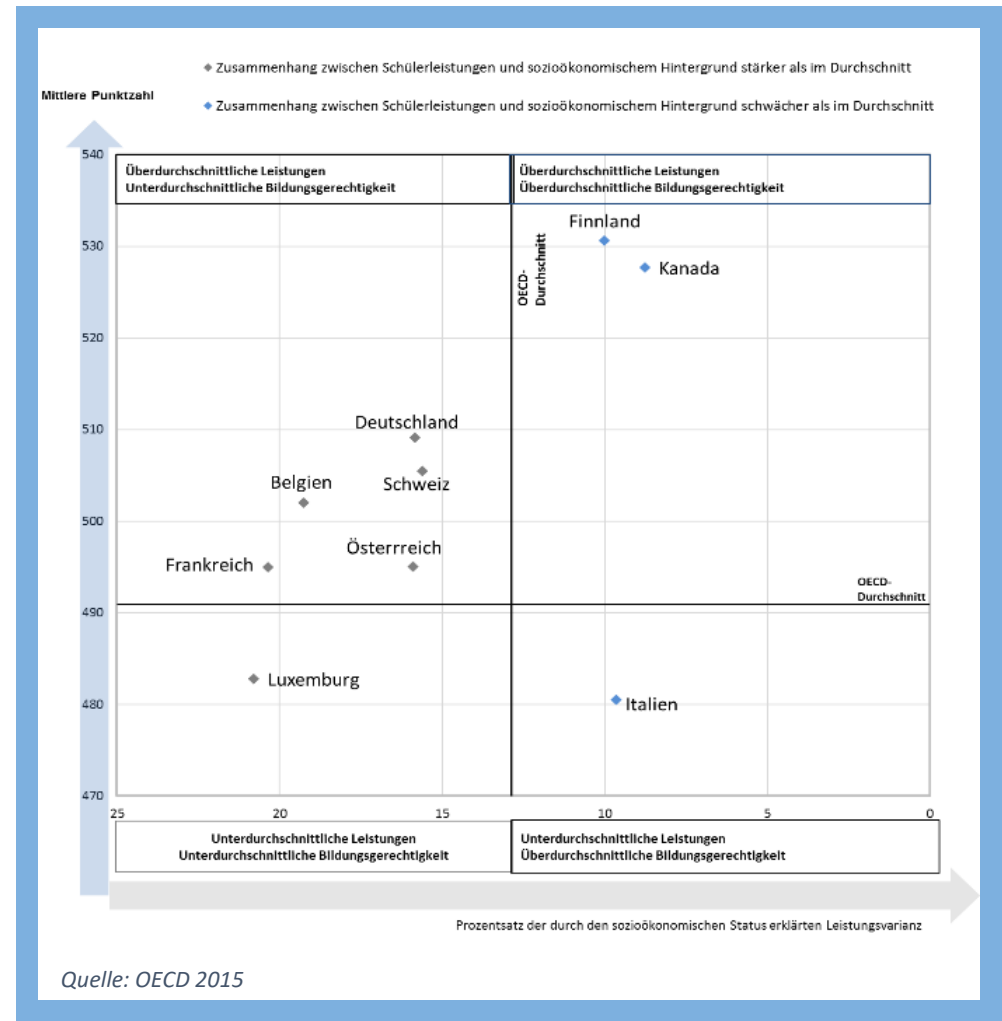 Zusammenhang zwischen Schülerleistungen und sozioökonomischem Hintergrund stärker als im Durchschnitt
Mittlere Punktzahl
Zusammenhang zwischen Schülerleistungen und sozioökonomischem Hintergrund schwächer als im Durchschnitt
540
Überdurchschnittliche Leistungen
Unterdurchschnittliche Bildungsgerechtigkeit
Überdurchschnittliche Leistungen
Überdurchschnittliche Bildungsgerechtigkeit
Finnland
530
OECD-
Durchschnitt
Kanada
520
Deutschland
510
Schweiz
Belgien
500
Österrreich
Frankreich
OECD-
Durchschnitt
490
Luxemburg
480
Italien
470
25
20
15
10
5
0
Unterdurchschnittliche Leistungen
Unterdurchschnittliche Bildungsgerechtigkeit
Unterdurchschnittliche Leistungen
Überdurchschnittliche Bildungsgerechtigkeit
Prozentsatz der durch den sozioökonomischen Status erklärten Leistungsvarianz
Quelle: OECD 2015